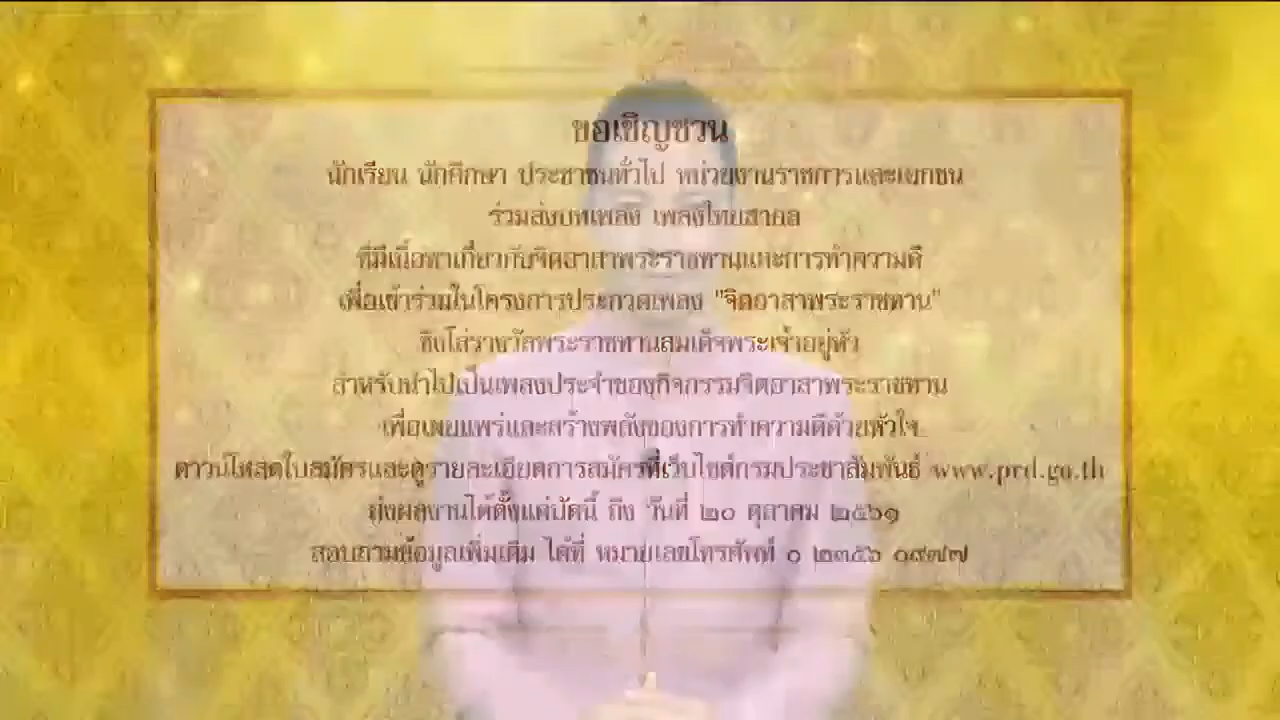 ขอเชิญชวน
นักเรียน นักศึกษา ประชาชนทั่วไป หน่วยงานราชการและเอกชน
ร่วมส่งบทเพลง เพลงไทยสากล
ที่มีเนื้อหาเกี่ยวกับจิตอาสาพระราชทานและการทำความดี
เพื่อเข้าร่วมในโครงการประกวดเพลง "จิตอาสาพระราชทาน"
ชิงโล่รางวัลพระราชทานสมเด็จพระเจ้าอยู่หัว
สำหรับนำไปเป็นเพลงประจำของกิจกรรมจิตอาสาพระราชทาน
เพื่อเผยแพร่และสร้างพลังของการทำความดีด้วยหัวใจ
ดาวน์โหลดใบสมัครและดูรายละเอียดการสมัครที่เว็บไซต์กรมประชาสัมพันธ์ www.prd.go.th
ส่งผลงานได้ตั้งแต่บัดนี้ ถึง วันที่ ๒๐ ตุลาคม ๒๕๖๑
สอบถามข้อมูลเพิ่มเติม ได้ที่ หมายเลขโทรศัพท์